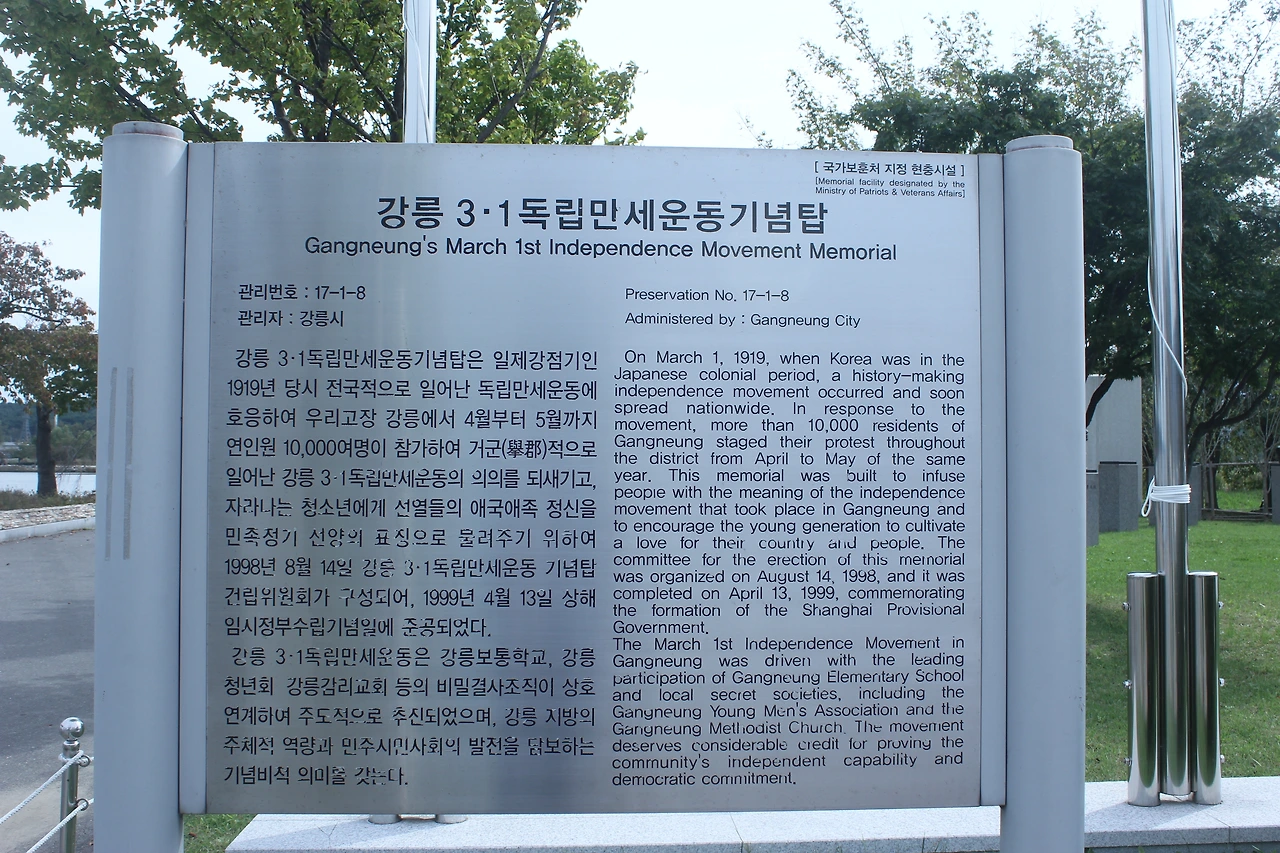 [ 국가보훈처 지정 현충시설 ]
[Memorial facility designated by the
Ministry of Patriots & Veterans Affairs]
강릉 3·1독립만세운동기념탑
Gangneung's March 1st Independence Movement Memorial
관리번호 : 17-1-8
관리자 : 강릉시
강릉 3·1독립만세운동기념탑은 일제강점기인
1919년 당시 전국적으로 일어난 독립만세운동에
호응하여 우리고장 강릉에서 4월부터 5월까지
연인원 10,000여명이 참가하여 거군(擧郡)적으로
일어난 강릉 3·1독립만세운동의 의의를 되새기고,
자라나는 청소년에게 선열들의 애국애족 정신을
민족정기 선양의 표징으로 물려주기 위하여
1998년 8월 14일 강릉 3·1독립만세운동 기념탑
건립위원회가 구성되어, 1999년 4월 13일 상해
임시정부수립기념일에 준공되었다.
강릉 3·1독립만세운동은 강릉보통학교, 강릉
청년회 강릉감리교회 등의 비밀결사조직이 상호
연계하여 주도적으로 추진되었으며, 강릉 지방의
주체적 역량과 민주시민사회의 발전을 담보하는
기념비적 의미를 갖는다.
Preservation No. 17-1-8
Administered by : Gangneung City
On March 1, 1919, when Korea was in the
Japanese colonial period, a history-making
independence movement occurred and soon
spread nationwide. In response to the
movement, more than 10,000 residents of
Gangneung staged their protest throughout
the district from April to May of the same
year. This memorial was built to infuse
people with the meaning of the independence
movement that took place in Gangneung and
to encourage the young generation to cultivate
a love for their country and people. The
committee for the erection of this memorial
was organized on August 14, 1998, and it was
completed on April 13, 1999, commemorating
the formation of the Shanghai Provisional
Government.
The March 1st Independence Movement in
Gangneung was driven with the leading
participation of Gangneung Elementary School
and local secret societies, including the
Gangneung Young Men's Association and the
Gangneung Methodist Church. The movement
deserves considerable credit for proving the
community's independent capability and
democratic commitment.